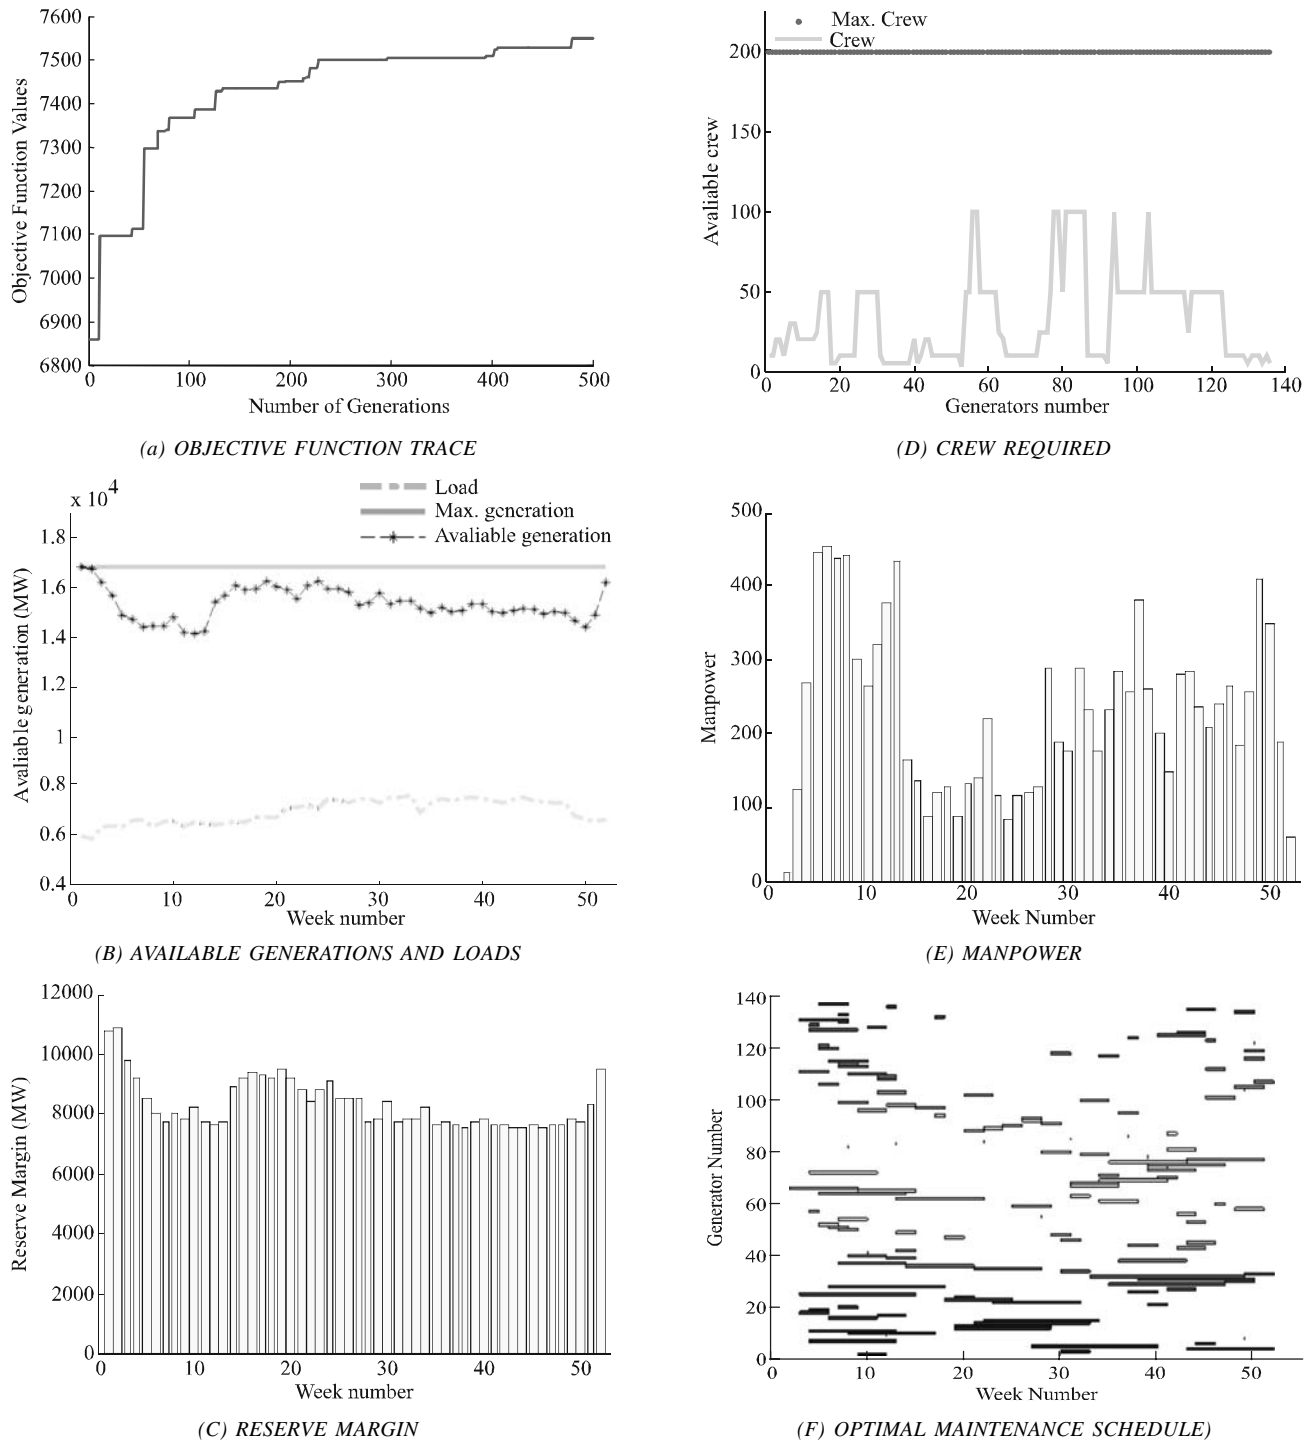 7600
7500
7400
7300
7200
7100
7000
6900
6800
Objective Function Values
0 100 200 300 400 500
Number of Generations
(a) OBJECTIVE FUNCTION TRACE
Max. Crew
Crew
200
150
100
50
0
Avaliable crew
0 20 40 60 80 100 120 140
Generators number
(D) CREW REQUIRED
x 10^4
Load
Max. generation
Avaliable generation
1.8
1.6
1.4
1.2
1
0.8
0.6
0.4
Avaliable generation (MW)
0 10 20 30 40 50
Week number
(B) AVAILABLE GENERATIONS AND LOADS
500
400
300
200
100
0
Manpower
0 10 20 30 40 50
Week Number
(E) MANPOWER
12000
10000
8000
6000
4000
2000
0
Reserve Margin (MW)
0 10 20 30 40 50
Week number
(C) RESERVE MARGIN
140
120
100
80
60
40
20
0
Generator Number
0 10 20 30 40 50
Week Number
(F) OPTIMAL MAINTENANCE SCHEDULE)